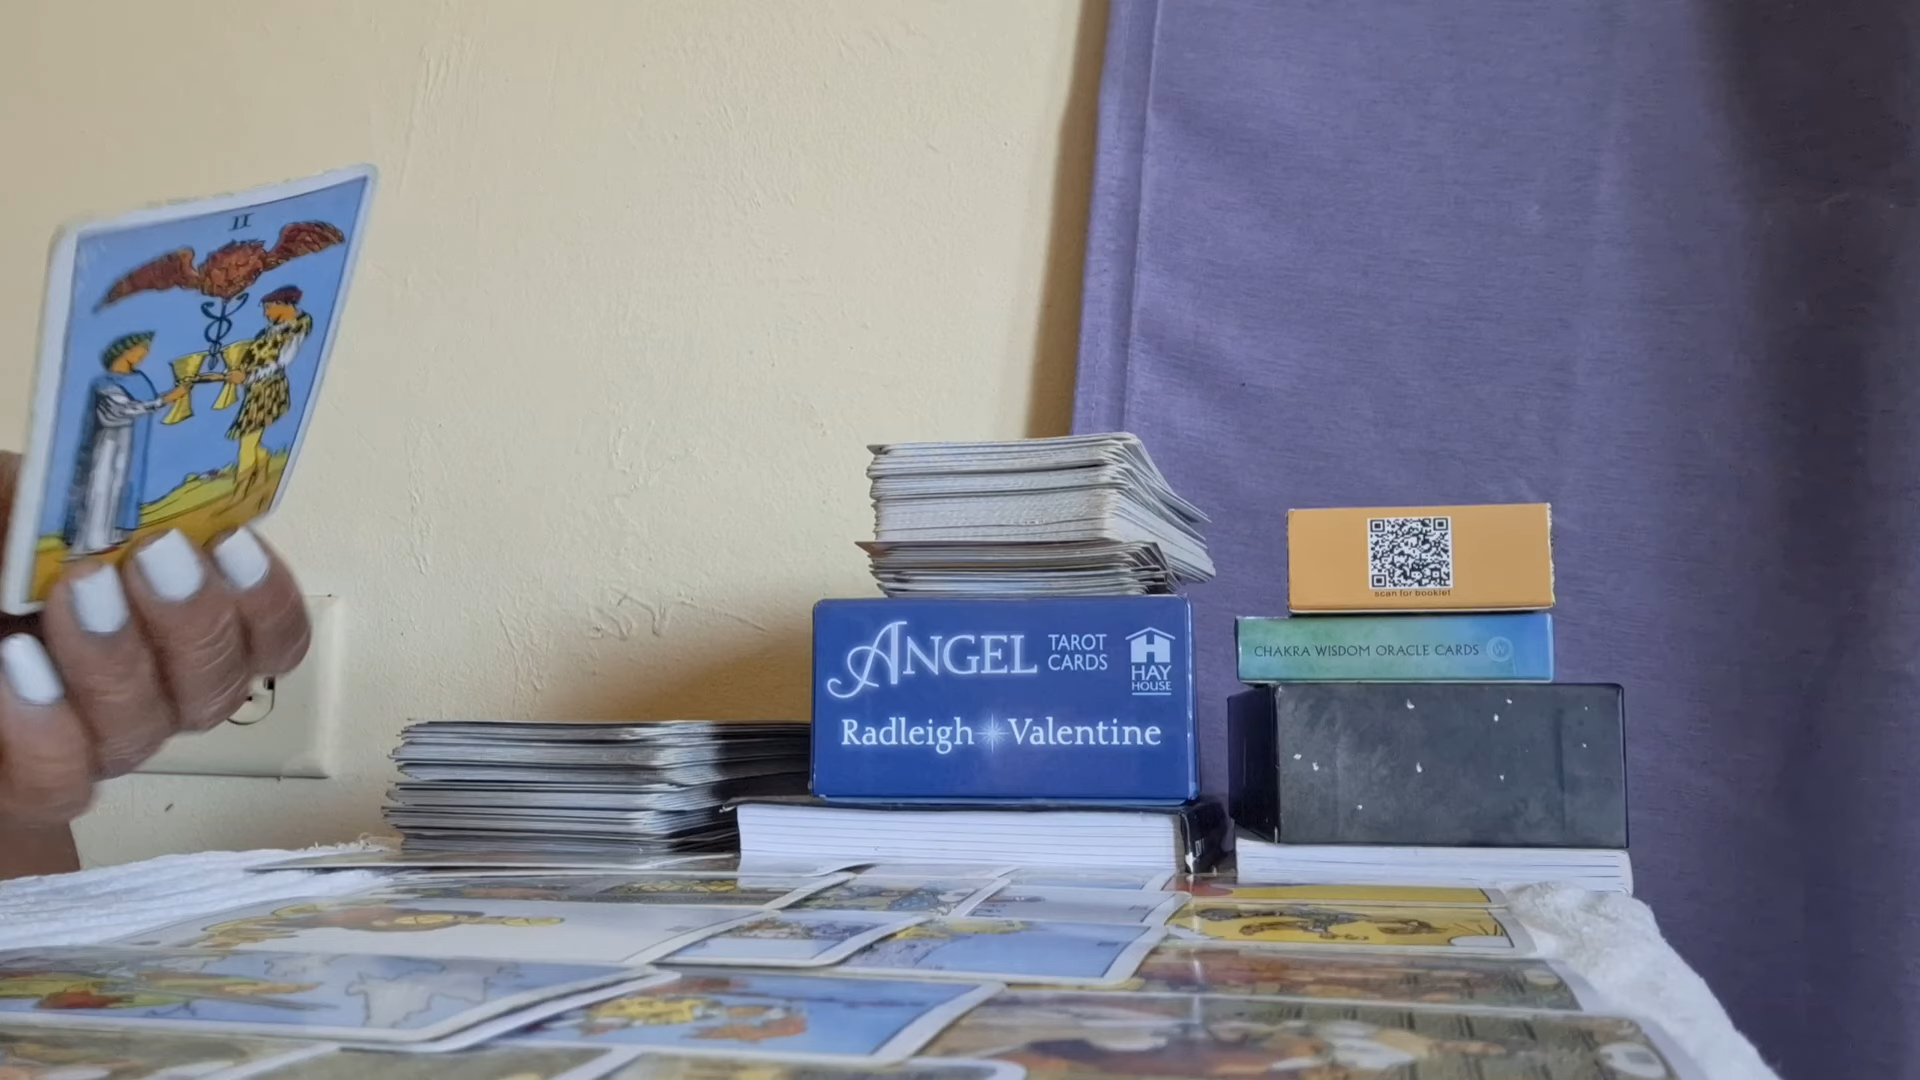 II
ANGEL
TAROT
CARDS
HAY
HOUSE
Radleigh Valentine
scan for booklet
CHAKRA WISDOM ORACLE CARDS